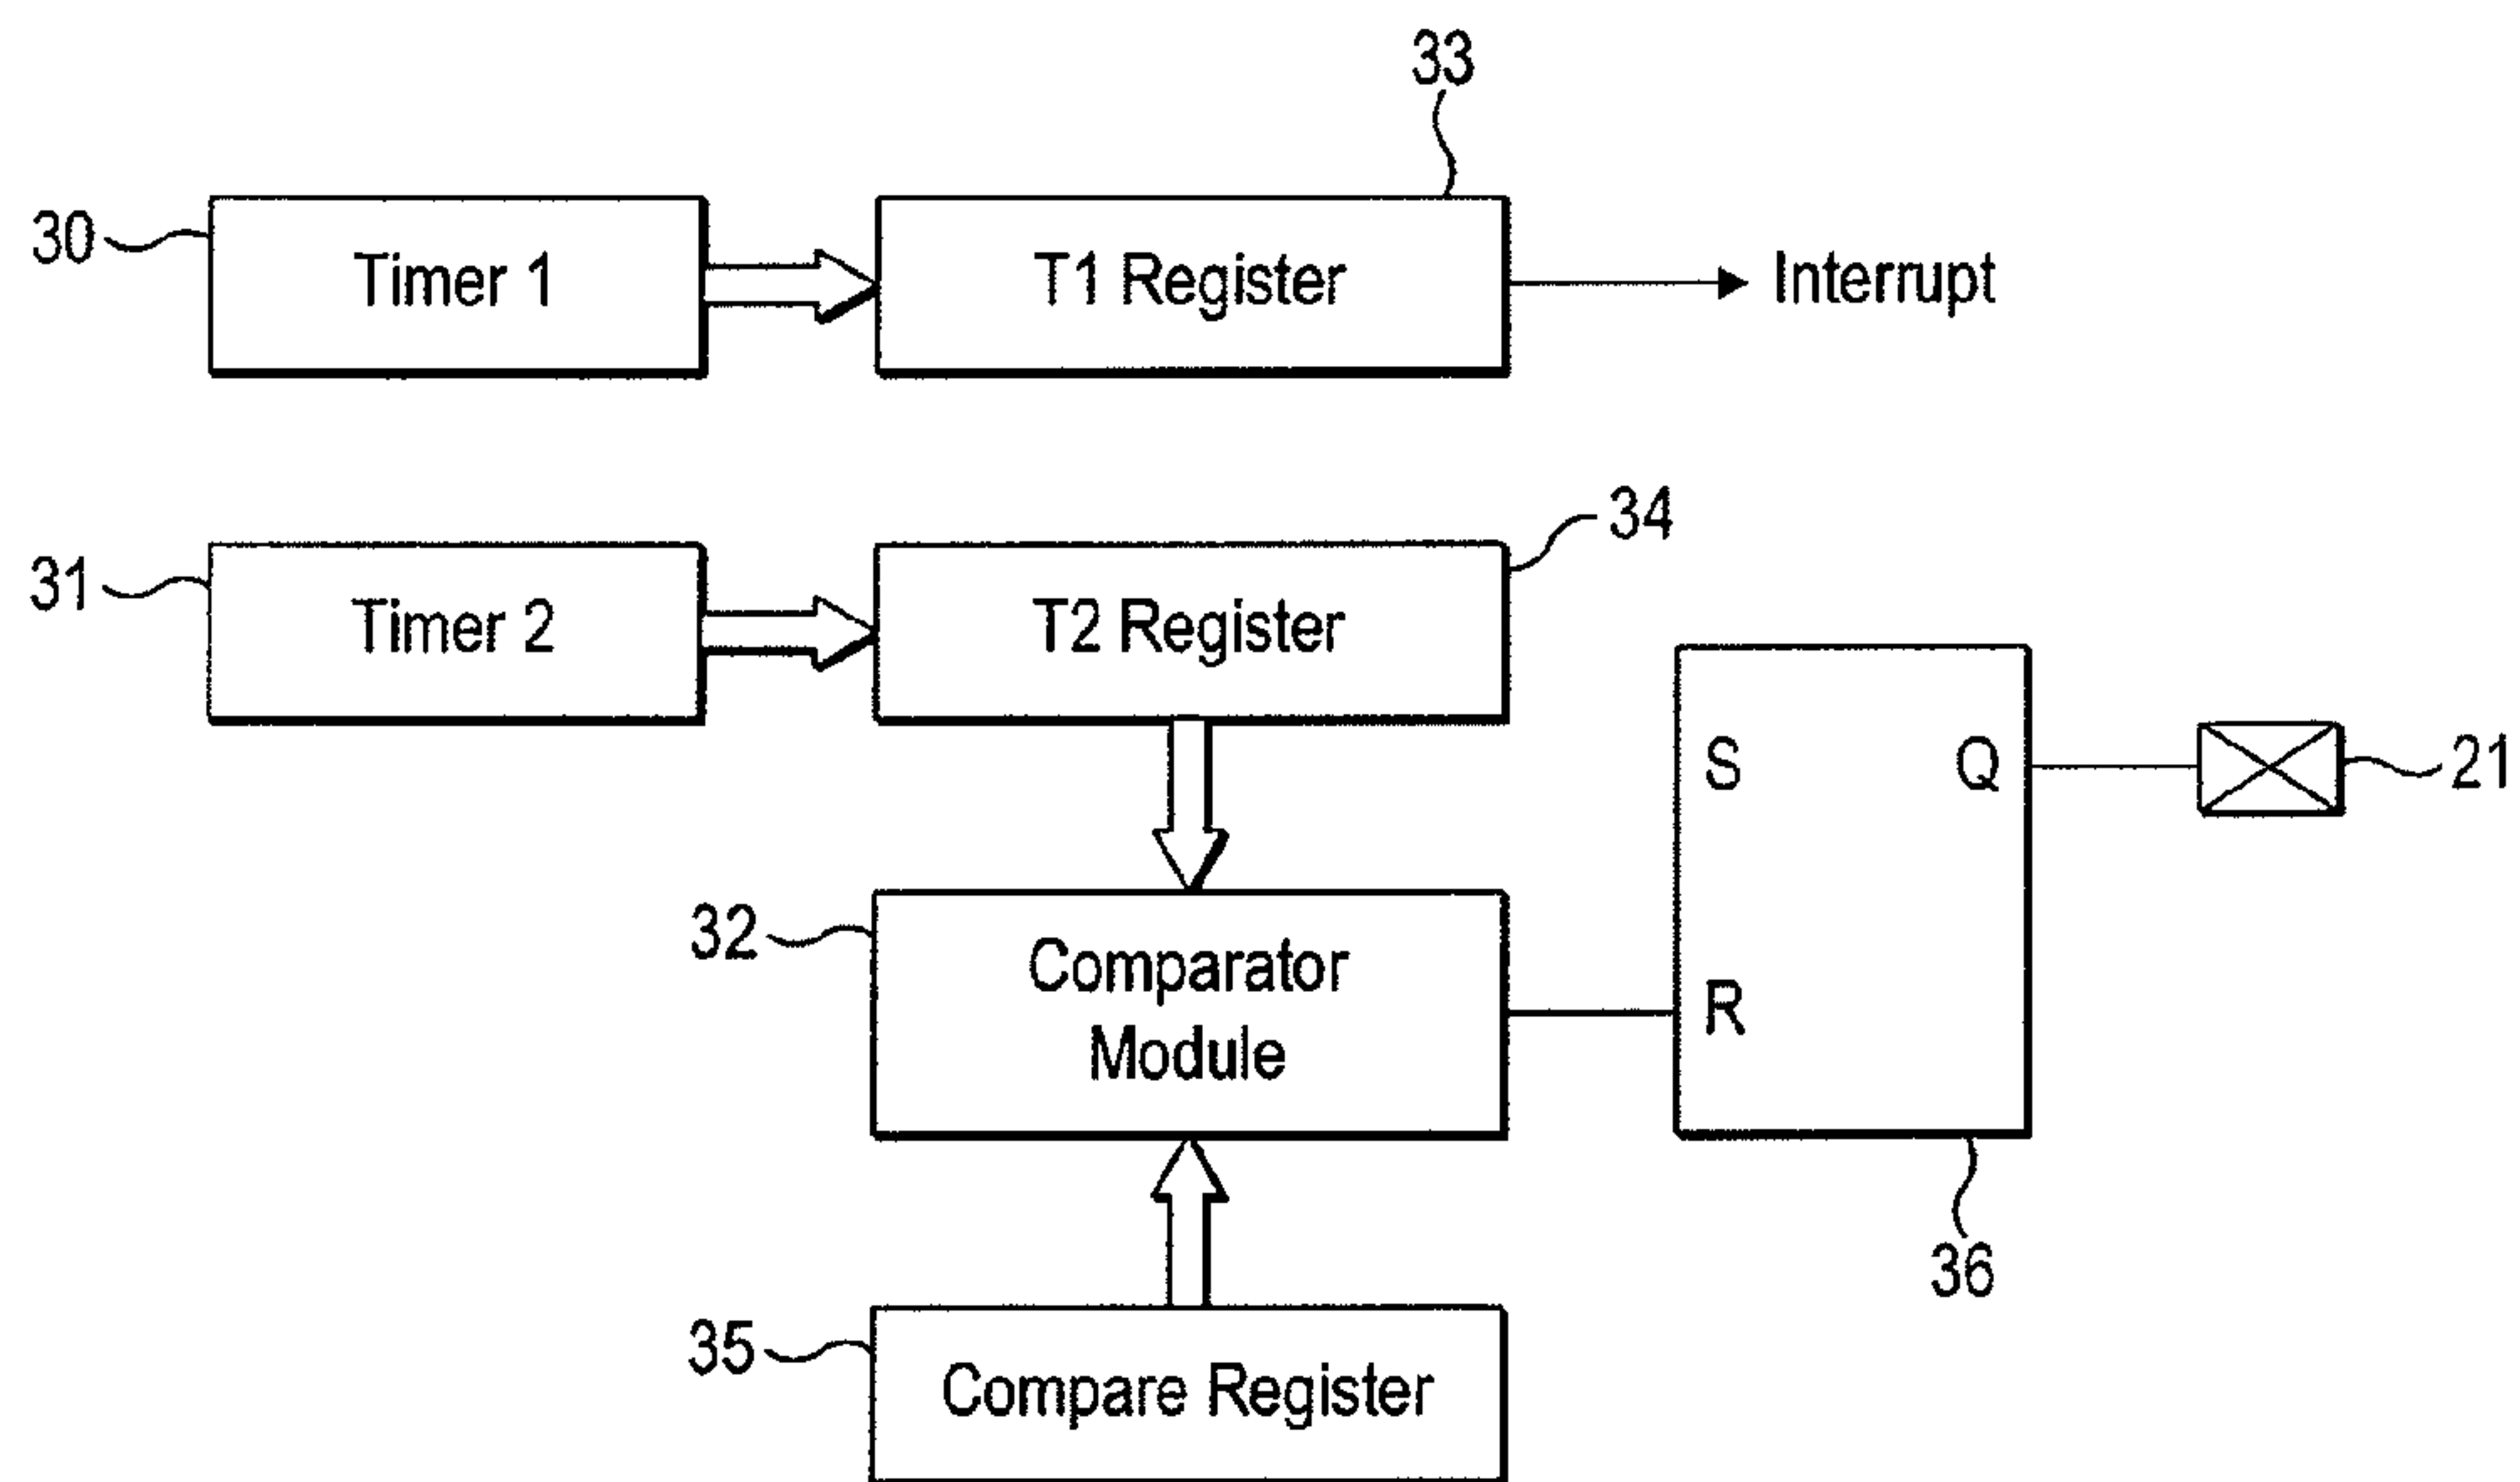 33
30
Timer 1
T1 Register
Interrupt
34
31
Timer 2
T2 Register
S
Q
21
32
Comparator
Module
R
36
35
Compare Register